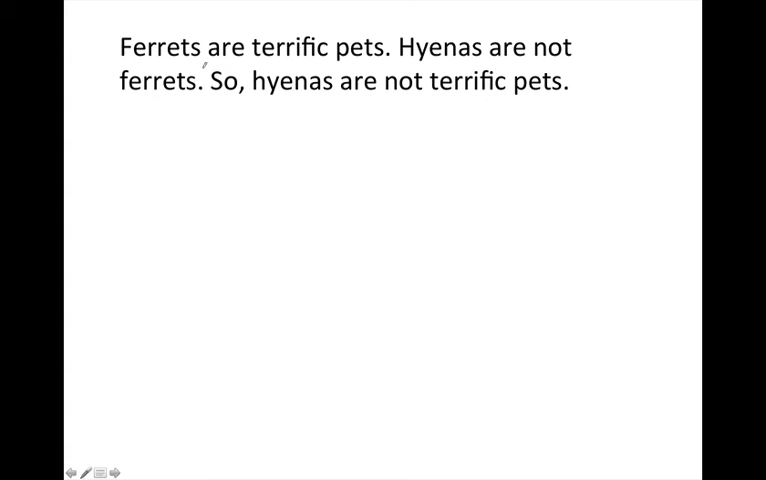 Ferrets are terrific pets. Hyenas are not
ferrets. So, hyenas are not terrific pets.